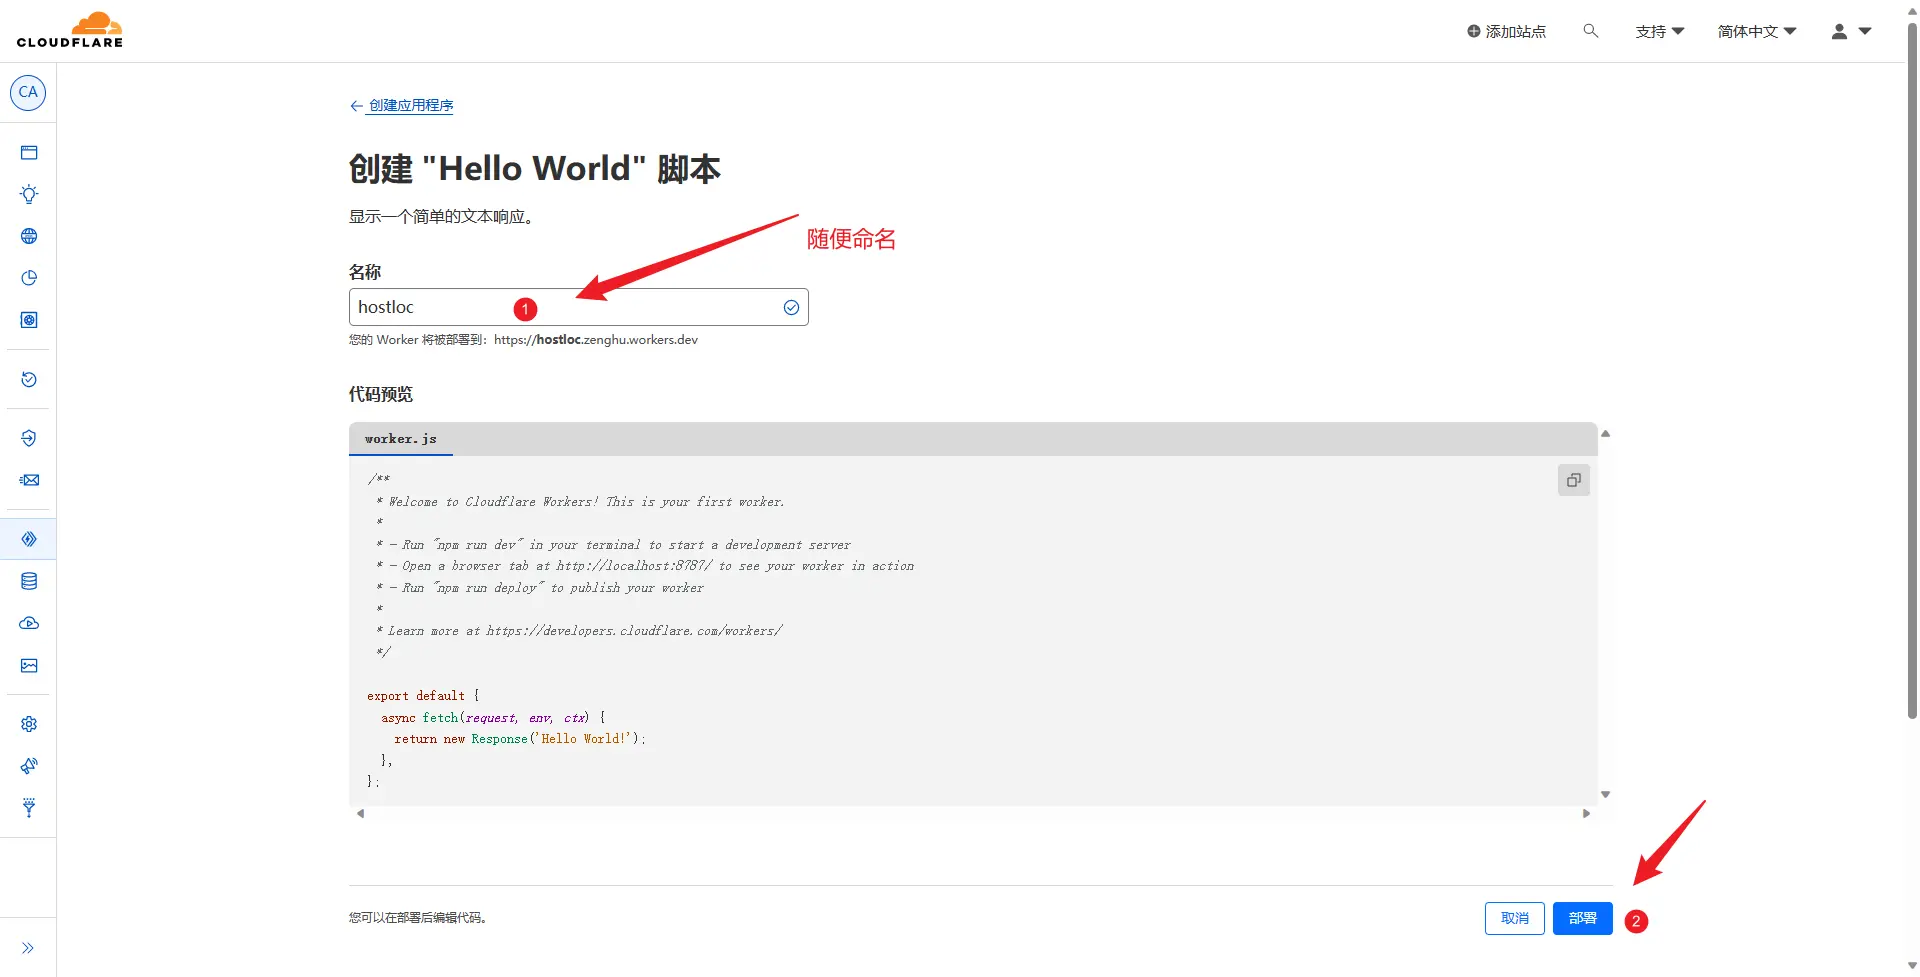 CLOUDFLARE
添加站点
支持
简体中文
CA
创建应用程序
创建 "Hello World" 脚本
显示一个简单的文本响应。
随便命名
名称
hostloc
1
您的 Worker 将被部署到：https://hostloc.zenghu.workers.dev
代码预览
worker.js
/**
* Welcome to Cloudflare Workers! This is your first worker.
*
* - Run "npm run dev" in your terminal to start a development server
* - Open a browser tab at http://localhost:8787/ to see your worker in action
* - Run "npm run deploy" to publish your worker
*
* Learn more at https://developers.cloudflare.com/workers/
*/
export default {
async fetch(request, env, ctx) {
return new Response('Hello World!');
},
};
您可以在部署后编辑代码。
取消
部署
2